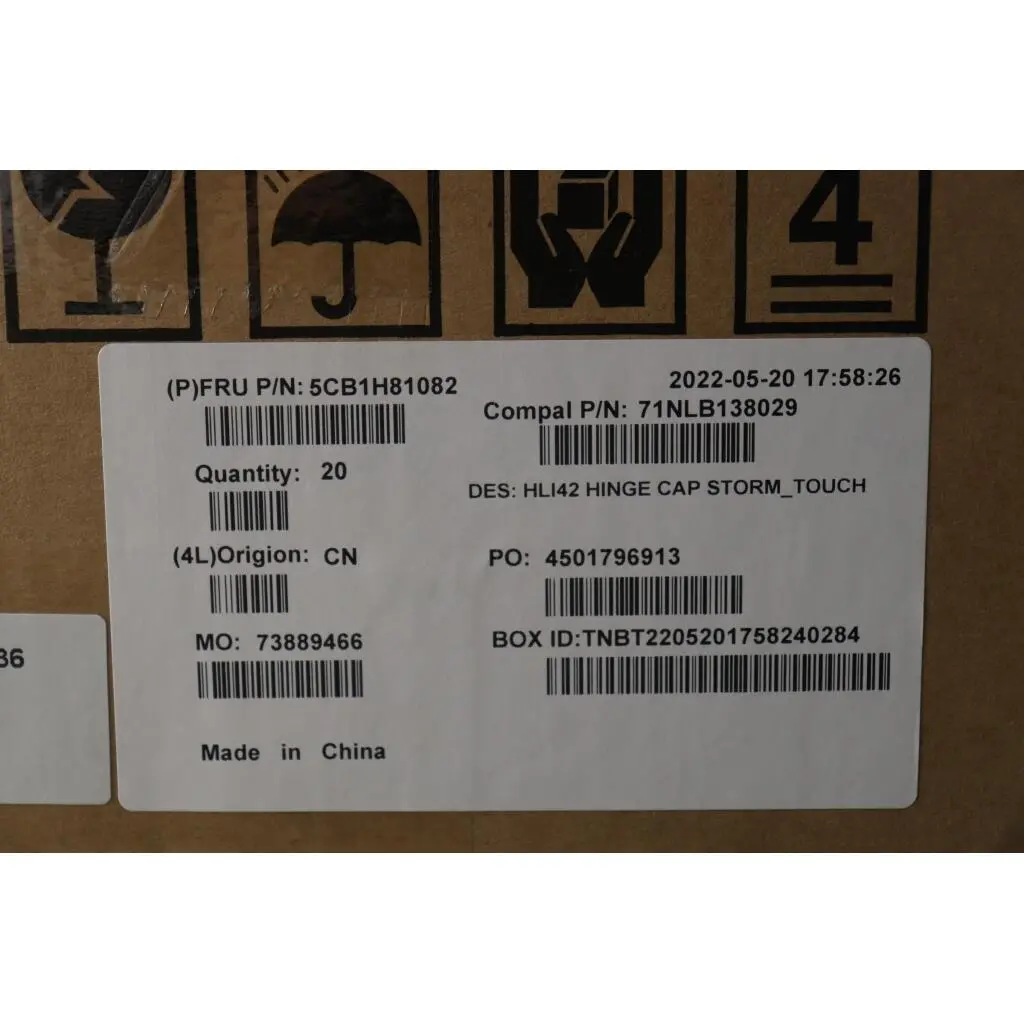 4
(P)FRU P/N: 5CB1H81082
2022-05-20 17:58:26
Compal P/N: 71NLB138029
Quantity: 20
DES: HLI42 HINGE CAP STORM_TOUCH
(4L)Origion: CN
PO: 4501796913
MO: 73889466
BOX ID:TNBT2205201758240284
36
Made in China